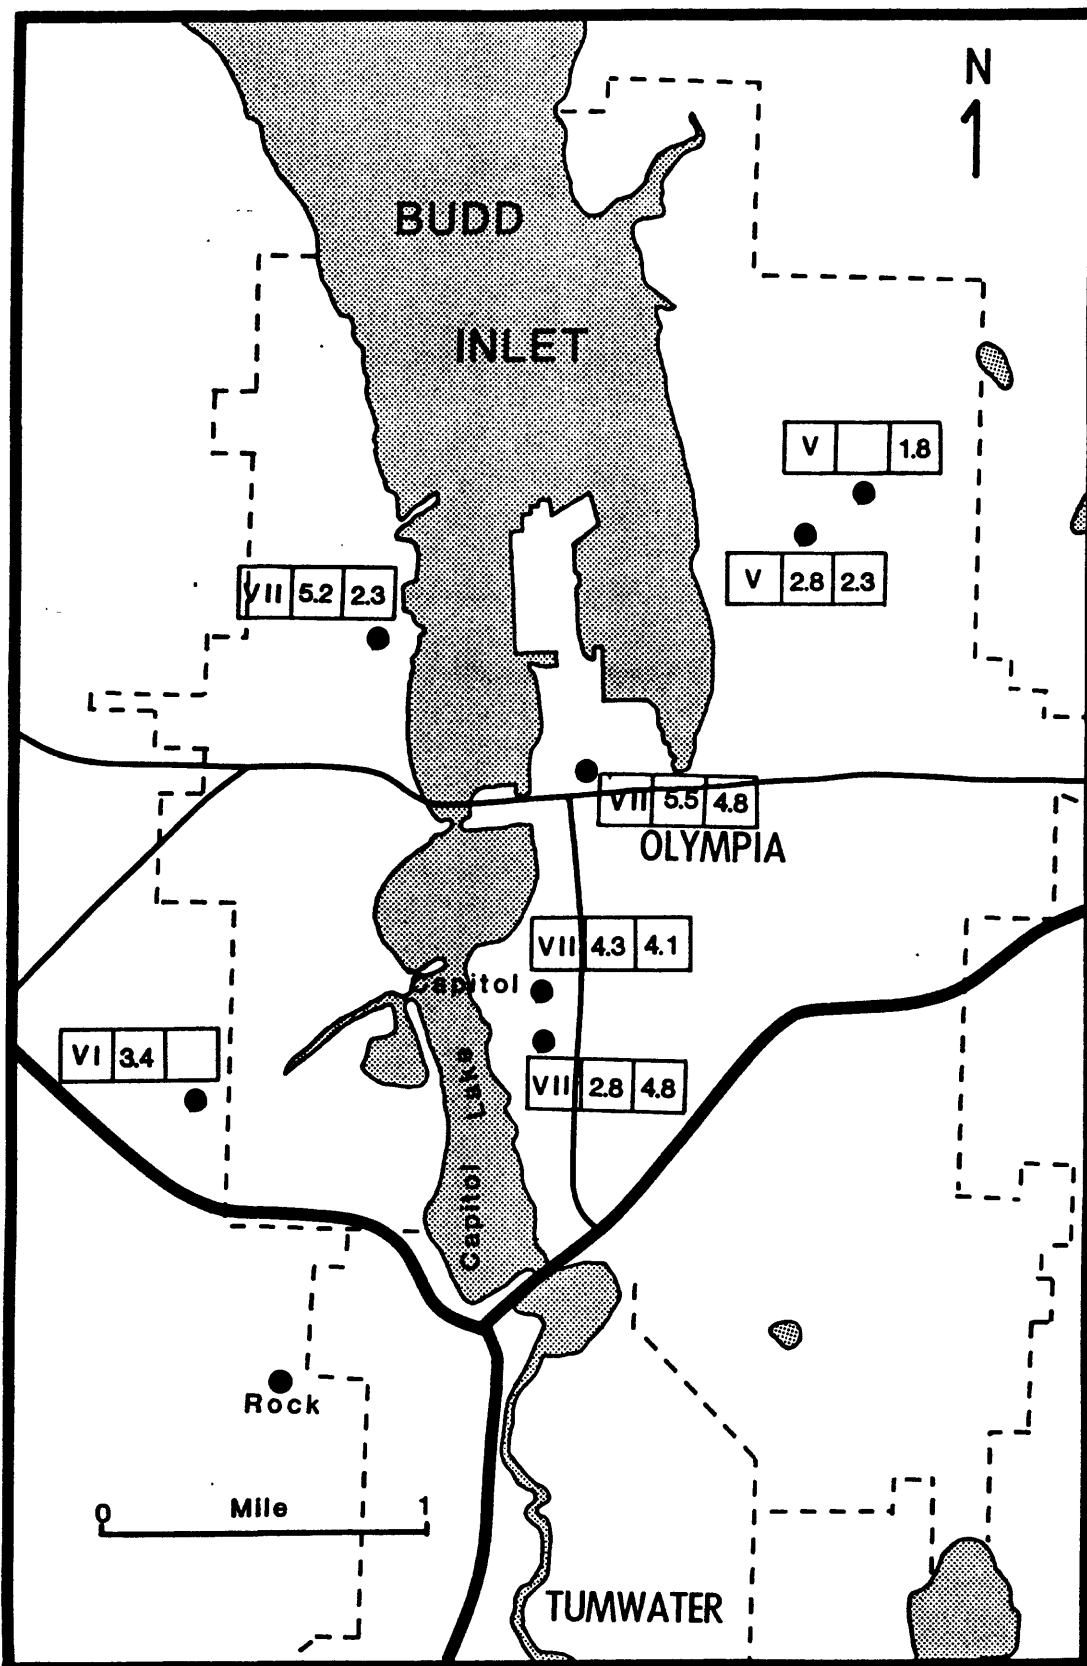 N
BUDD
INLET
V 1.8
V 2.8 2.3
VII 5.2 2.3
VII 5.5 4.8
OLYMPIA
VII 4.3 4.1
Capitol
Lake
VI 3.4
VII 2.8 4.8
Capitol
Rock
0 Mile 1
TUMWATER